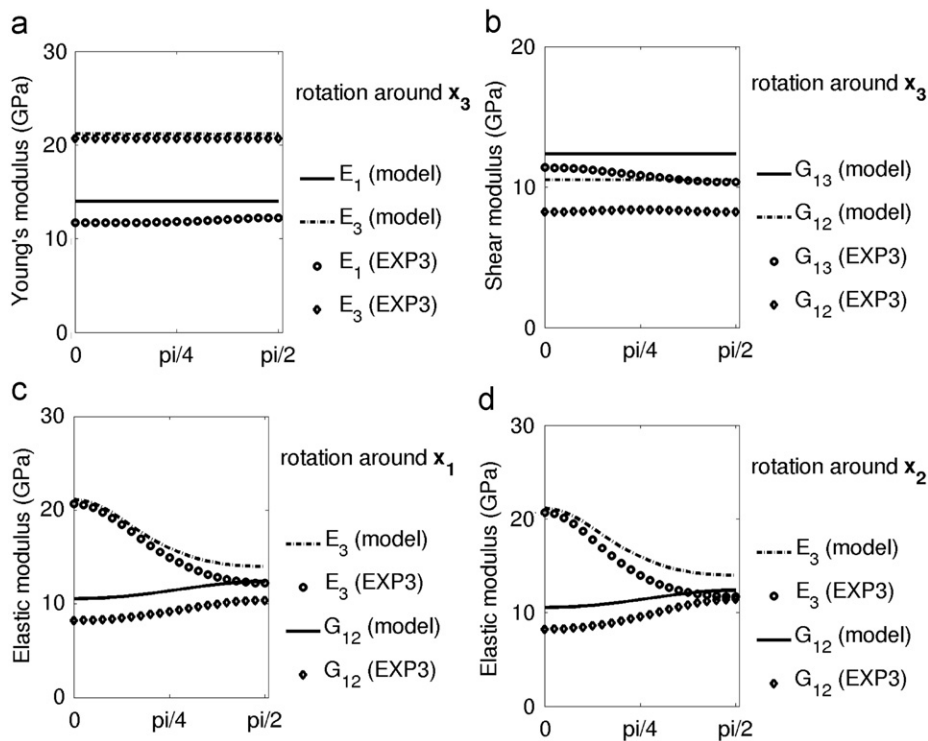 a
30
20
10
0
Young's modulus (GPa)
0 pi/4 pi/2
rotation around x3
E1 (model)
E3 (model)
E1 (EXP3)
E3 (EXP3)
b
20
10
0
Shear modulus (GPa)
0 pi/4 pi/2
rotation around x3
G13 (model)
G12 (model)
G13 (EXP3)
G12 (EXP3)
c
30
20
10
0
Elastic modulus (GPa)
0 pi/4 pi/2
rotation around x1
E3 (model)
E3 (EXP3)
G12 (model)
G12 (EXP3)
d
30
20
10
0
Elastic modulus (GPa)
0 pi/4 pi/2
rotation around x2
E3 (model)
E3 (EXP3)
G12 (model)
G12 (EXP3)